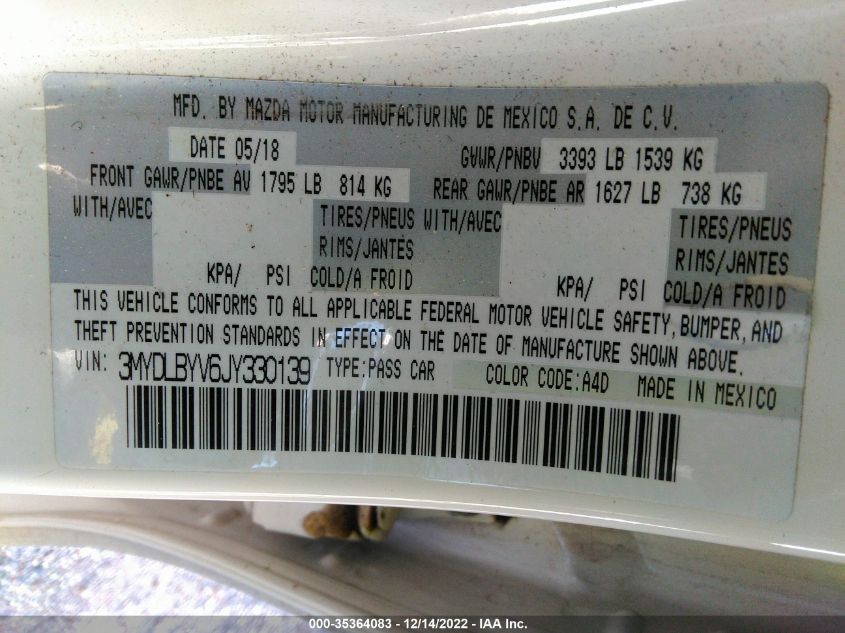 MFD. BY MAZDA MOTOR MANUFACTURING DE MEXICO S.A. DE C.V.
DATE 05/18 GVWR/PNBV 3393 LB 1539 KG
FRONT GAWR/PNBE AV 1795 LB 814 KG REAR GAWR/PNBE AR 1627 LB 738 KG
WITH/AVEC TIRES/PNEUS WITH/AVEC TIRES/PNEUS
RIMS/JANTES RIMS/JANTES
KPA/ PSI COLD/A FROID KPA/ PSI COLD/A FROID
THIS VEHICLE CONFORMS TO ALL APPLICABLE FEDERAL MOTOR VEHICLE SAFETY, BUMPER, AND
THEFT PREVENTION STANDARDS IN EFFECT ON THE DATE OF MANUFACTURE SHOWN ABOVE.
VIN: 3MYDLBYV6JY330139 TYPE:PASS CAR COLOR CODE:A4D MADE IN MEXICO
000-35364083 - 12/14/2022 - IAA Inc.